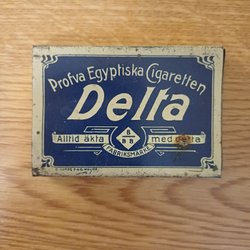 Profva Egyptiska Cigaretten
Delta
Alltid äkta
B
B B
med detta
FABRIKSMÄRKE